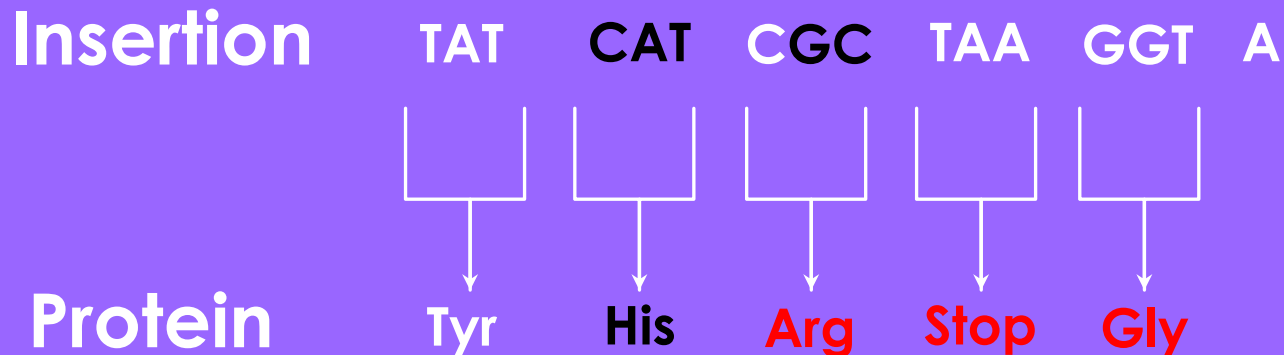 Insertion TAT CAT CGC TAA GGT A
Protein Tyr His Arg Stop Gly